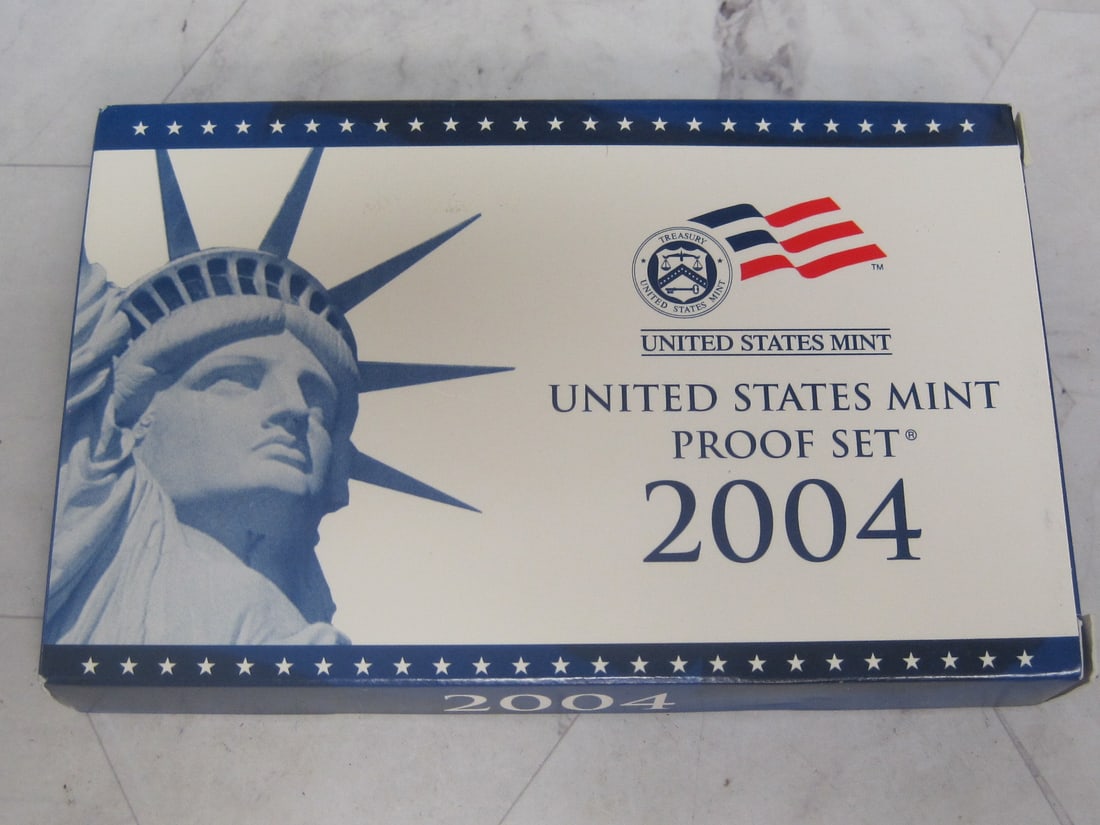 TREASURY
UNITED STATES MINT
TM
UNITED STATES MINT
UNITED STATES MINT
PROOF SET®
2004
2004